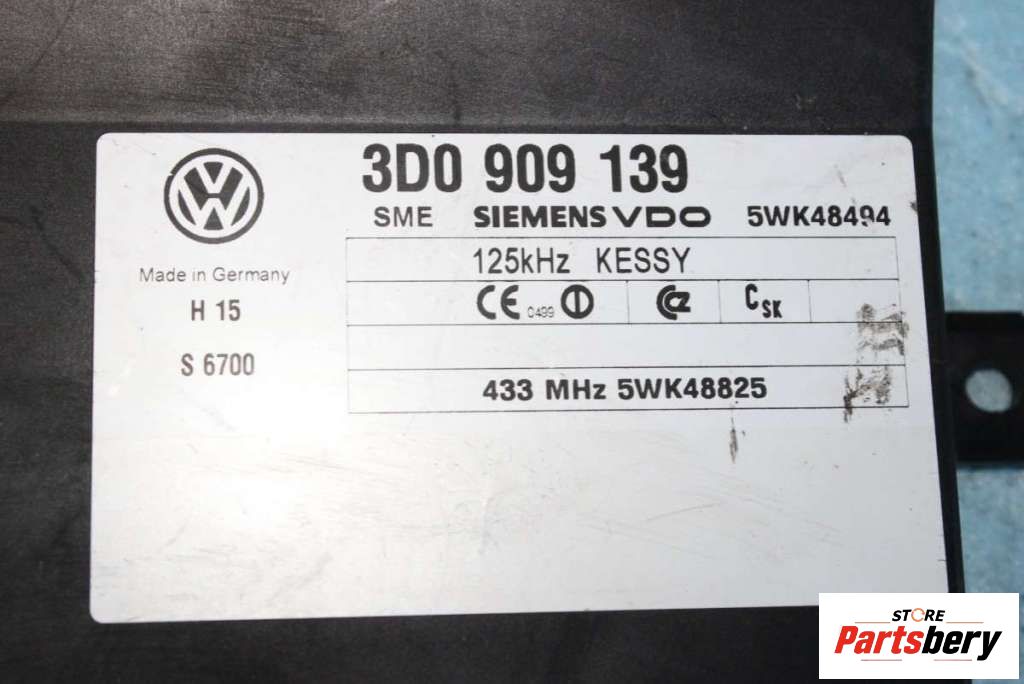 3D0 909 139
SME SIEMENS VDO 5WK48494
Made in Germany
125kHz KESSY
H 15
CE 0499 CSK
S 6700
433 MHz 5WK48825
STORE
Partsbery